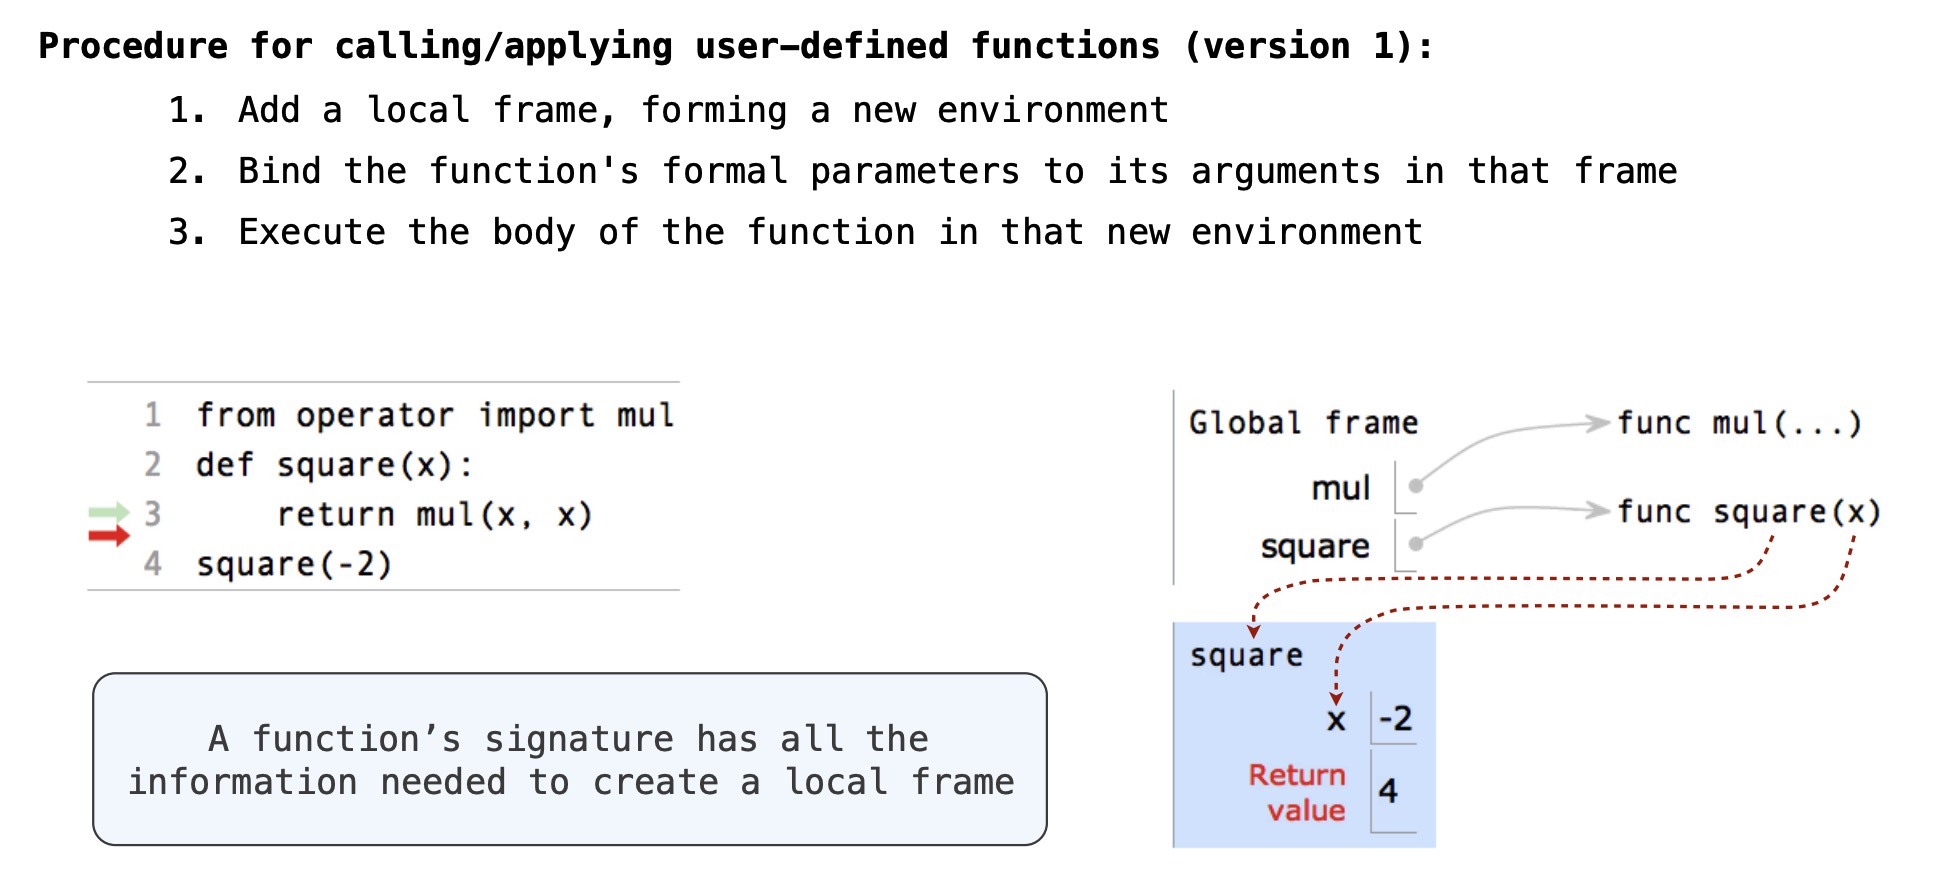 Procedure for calling/applying user-defined functions (version 1):
1. Add a local frame, forming a new environment
2. Bind the function's formal parameters to its arguments in that frame
3. Execute the body of the function in that new environment
1 from operator import mul
2 def square(x):
3     return mul(x, x)
4 square(-2)
A function’s signature has all the
information needed to create a local frame
Global frame
mul
square
func mul(...)
func square(x)
square
x -2
Return
value 4